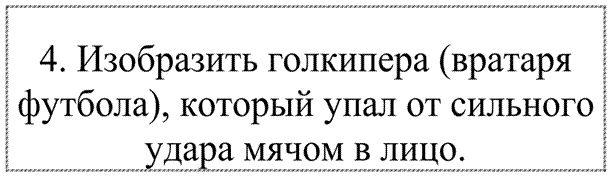 4. Изобразить голкипера (вратаря
футбола), который упал от сильного
удара мячом в лицо.